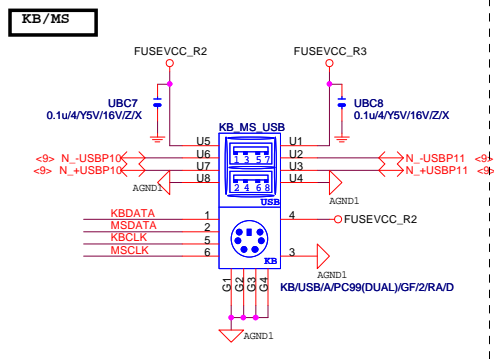 KB/MS
FUSEVCC_R2 FUSEVCC_R3
UBC7 UBC8
0.1u/4/Y5V/16V/Z/X 0.1u/4/Y5V/16V/Z/X
KB_MS_USB
U5 U1
<9> N_-USBP10 U6 1 3 5 7 U2 N_-USBP11 <9>
<9> N_+USBP10 U7 U3 N_+USBP11 <9>
AGND1 U8 2 4 6 8 U4
USB AGND1
KBDATA 1 4 FUSEVCC_R2
MSDATA 2
KBCLK 5
MSCLK 6 KB 3
AGND1
G1 G2 G3 G4
KB/USB/A/PC99(DUAL)/GF/2/RA/D
AGND1